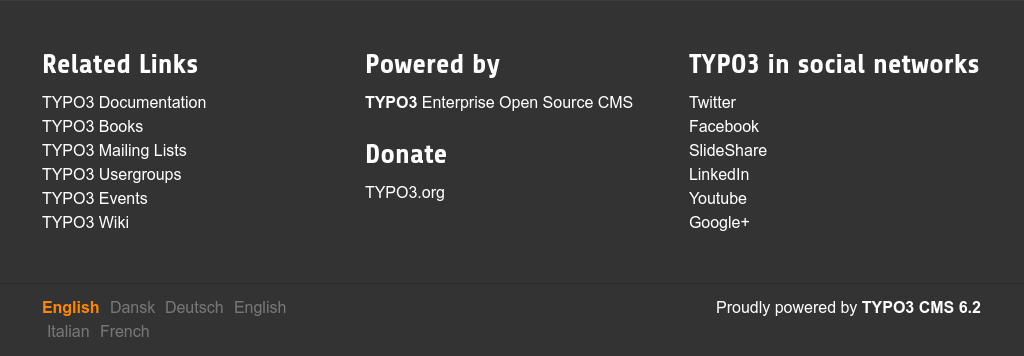 Related Links
TYPO3 Documentation
TYPO3 Books
TYPO3 Mailing Lists
TYPO3 Usergroups
TYPO3 Events
TYPO3 Wiki
Powered by
TYPO3 Enterprise Open Source CMS
Donate
TYPO3.org
TYPO3 in social networks
Twitter
Facebook
SlideShare
LinkedIn
Youtube
Google+
English Dansk Deutsch English
Italian French
Proudly powered by TYPO3 CMS 6.2